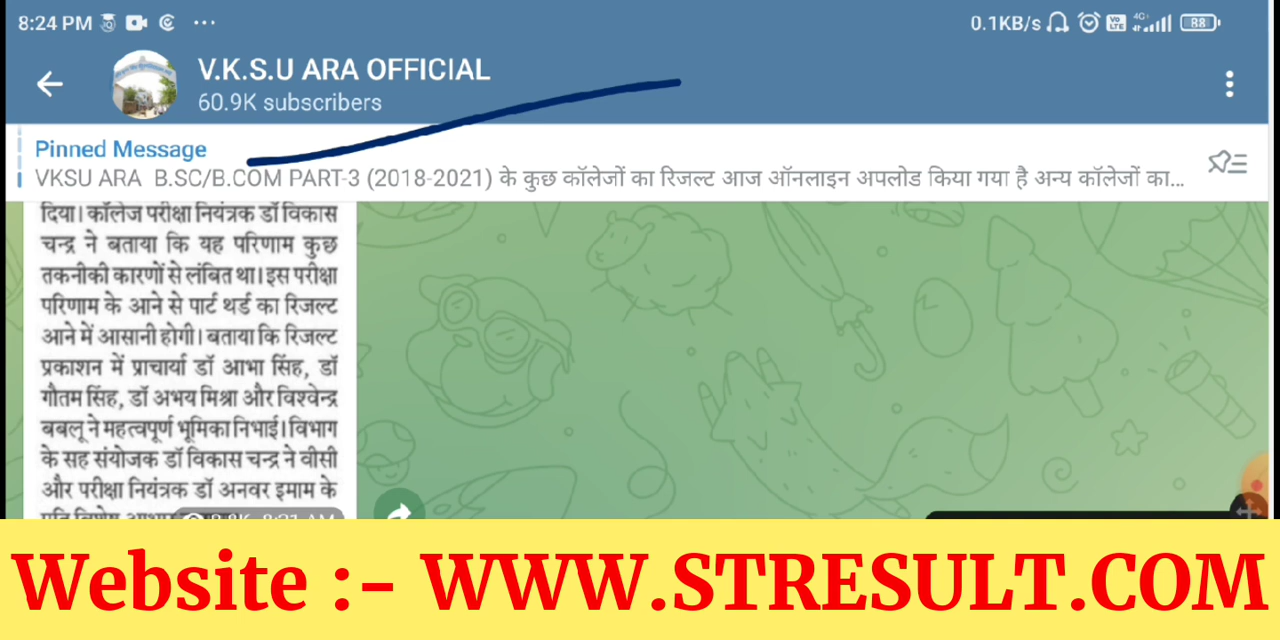 8:24 PM
0.1KB/s
Vo LTE
4G
88
V.K.S.U ARA OFFICIAL
60.9K subscribers
Pinned Message
VKSU ARA B.SC/B.COM PART-3 (2018-2021) के कुछ कॉलेजों का रिजल्ट आज ऑनलाइन अपलोड किया गया है अन्य कॉलेजों का...
दिया। कॉलेज परीक्षा नियंत्रक डॉ विकास
चन्द्र ने बताया कि यह परिणाम कुछ
तकनीकी कारणों से लंबित था। इस परीक्षा
परिणाम के आने से पार्ट थर्ड का रिजल्ट
आने में आसानी होगी। बताया कि रिजल्ट
प्रकाशन में प्राचार्या डॉ आभा सिंह, डॉ
गौतम सिंह, डॉ अभय मिश्रा और विश्वेन्द्र
बबलू ने महत्वपूर्ण भूमिका निभाई। विभाग
के सह संयोजक डॉ विकास चन्द्र ने वीसी
और परीक्षा नियंत्रक डॉ अनवर इमाम के
Website :- WWW.STRESULT.COM